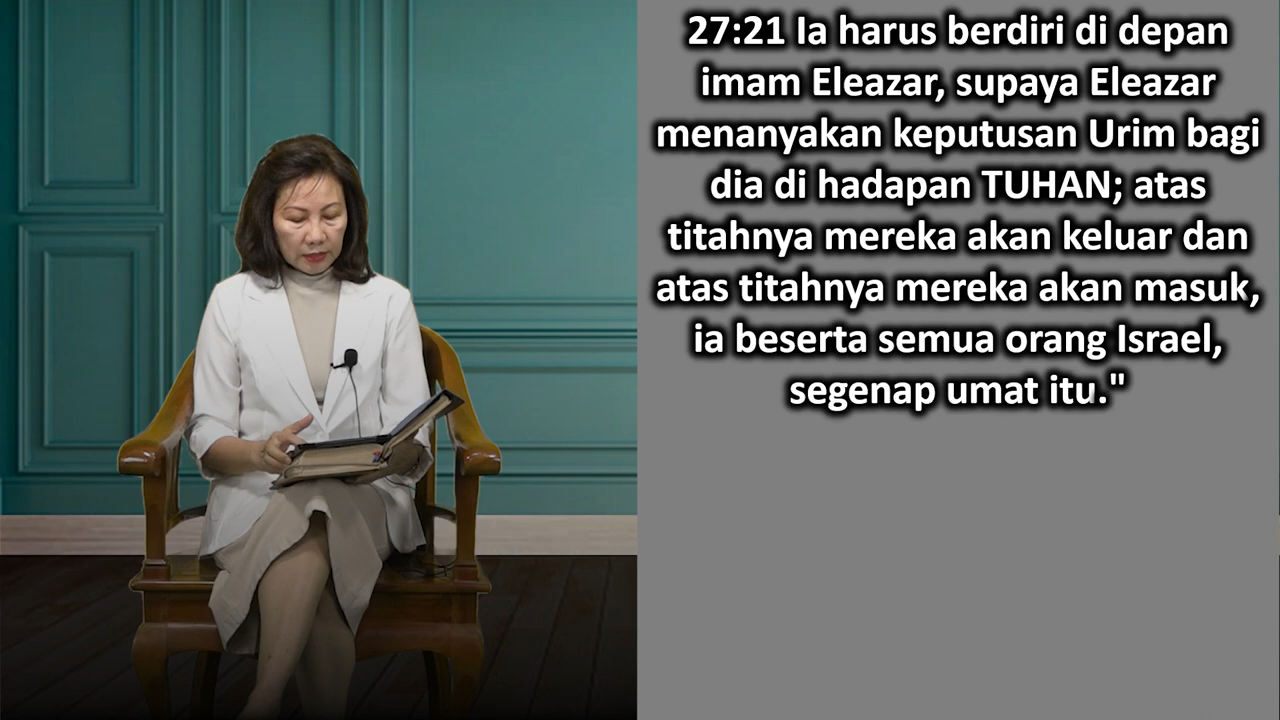 27:21 Ia harus berdiri di depan
imam Eleazar, supaya Eleazar
menanyakan keputusan Urim bagi
dia di hadapan TUHAN; atas
titahnya mereka akan keluar dan
atas titahnya mereka akan masuk,
ia beserta semua orang Israel,
segenap umat itu."